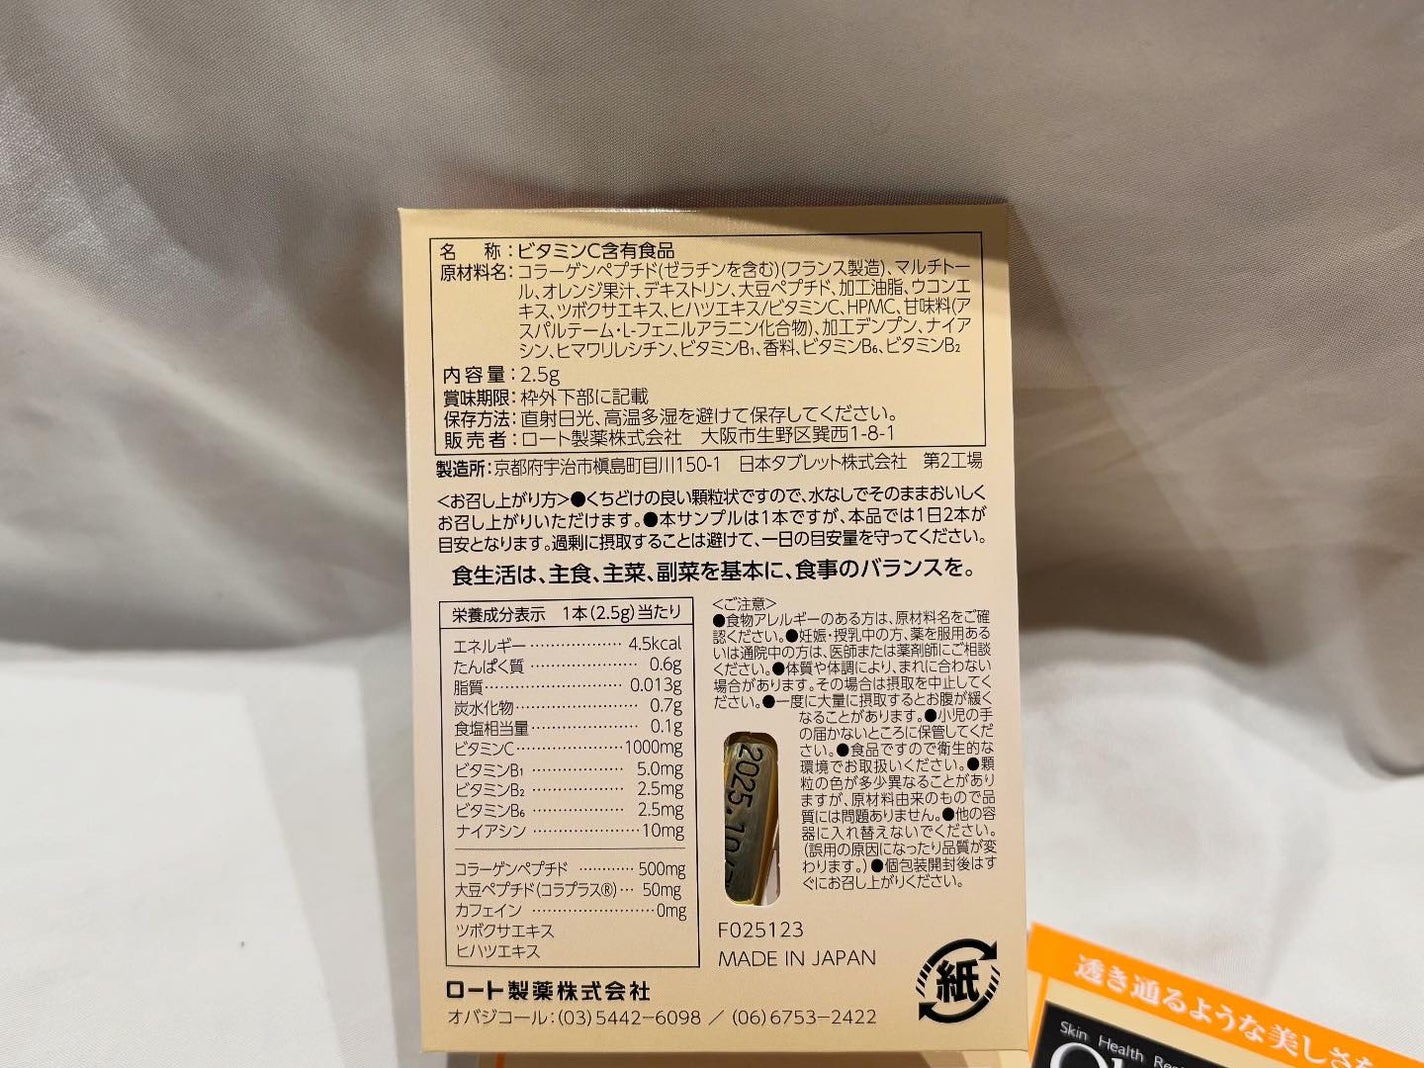 名 称:ビタミンC含有食品
原材料名:コラーゲンペプチド(ゼラチンを含む)(フランス製造)、マルチトー
ル、オレンジ果汁、デキストリン、大豆ペプチド、加工油脂、ウコンエ
キス、ツボクサエキス、ヒハツエキス/ビタミンC、HPMC、甘味料(ア
スパルテーム・L-フェニルアラニン化合物)、加工デンプン、ナイア
シン、ヒマワリレシチン、ビタミンB₁、香料、ビタミンB₆、ビタミンB₂
内容量:2.5g
賞味期限:枠外下部に記載
保存方法:直射日光、高温多湿を避けて保存してください。
販売者:ロート製薬株式会社 大阪市生野区巽西1-8-1
製造所:京都府宇治市槇島町目川150-1 日本タブレット株式会社 第2工場
<お召し上がり方>●くちどけの良い顆粒状ですので、水なしでそのままおいしく
お召し上がりいただけます。●本サンプルは1本ですが、本品では1日2本が
目安となります。過剰に摂取することは避けて、一日の目安量を守ってください。
食生活は、主食、主菜、副菜を基本に、食事のバランスを。
栄養成分表示 1本(2.5g)当たり
エネルギー 4.5kcal
たんぱく質 0.6g
脂質 0.013g
炭水化物 0.7g
食塩相当量 0.1g
ビタミンC 1000mg
ビタミンB₁ 5.0mg
ビタミンB₂ 2.5mg
ビタミンB₆ 2.5mg
ナイアシン 10mg
コラーゲンペプチド 500mg
大豆ペプチド(コラプラス®) 50mg
カフェイン 0mg
ツボクサエキス
ヒハツエキス
<ご注意>
●食物アレルギーのある方は、原材料名をご確
認ください。●妊娠・授乳中の方、薬を服用ある
いは通院中の方は、医師または薬剤師にご相談
ください。●体質や体調により、まれに合わない
場合があります。その場合は摂取を中止してく
ださい。●一度に大量に摂取するとお腹が緩く
なることがあります。●小児の手
の届かないところに保管してくだ
さい。●食品ですので衛生的な
環境でお取扱いください。●顆
粒の色が多少異なることがあり
ますが、原材料由来のもので品
質には問題ありません。●他の容
器に入れ替えないでください。
(誤用の原因になったり品質が変
わります。)●個包装開封後はす
ぐにお召し上がりください。
2025.10
F025123
MADE IN JAPAN
紙
ロート製薬株式会社
オバジコール:(03)5442−6098 / (06)6753−2422
透き通るような美しさを
Skin Health